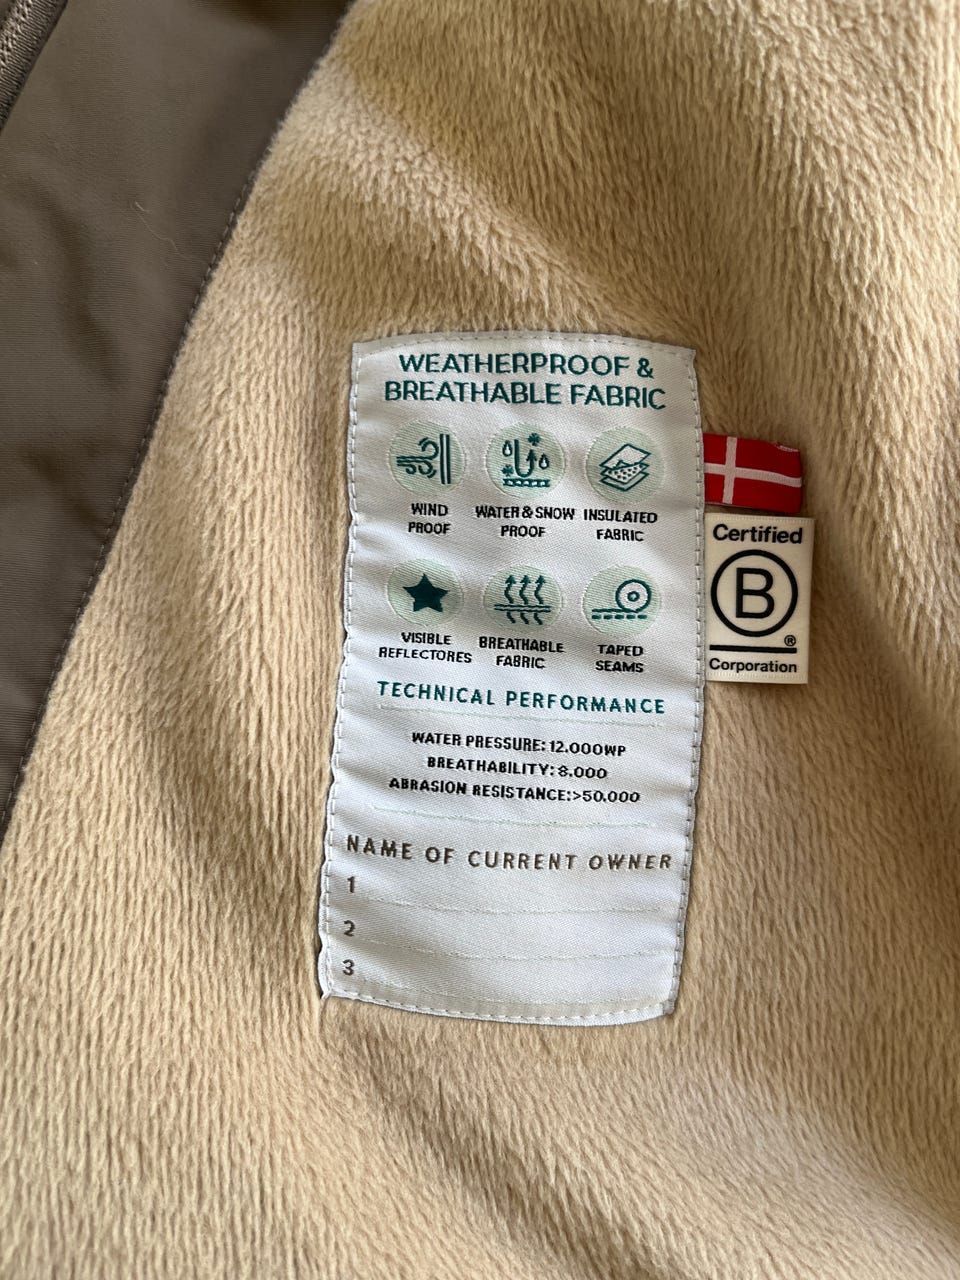 WEATHERPROOF &
BREATHABLE FABRIC
WIND
PROOF
WATER & SNOW
PROOF
INSULATED
FABRIC
VISIBLE
REFLECTORES
BREATHABLE
FABRIC
TAPED
SEAMS
TECHNICAL PERFORMANCE
WATER PRESSURE: 12.000WP
BREATHABILITY: 8.000
ABRASION RESISTANCE:>50.000
NAME OF CURRENT OWNER
1
2
3
Certified
B
®
Corporation